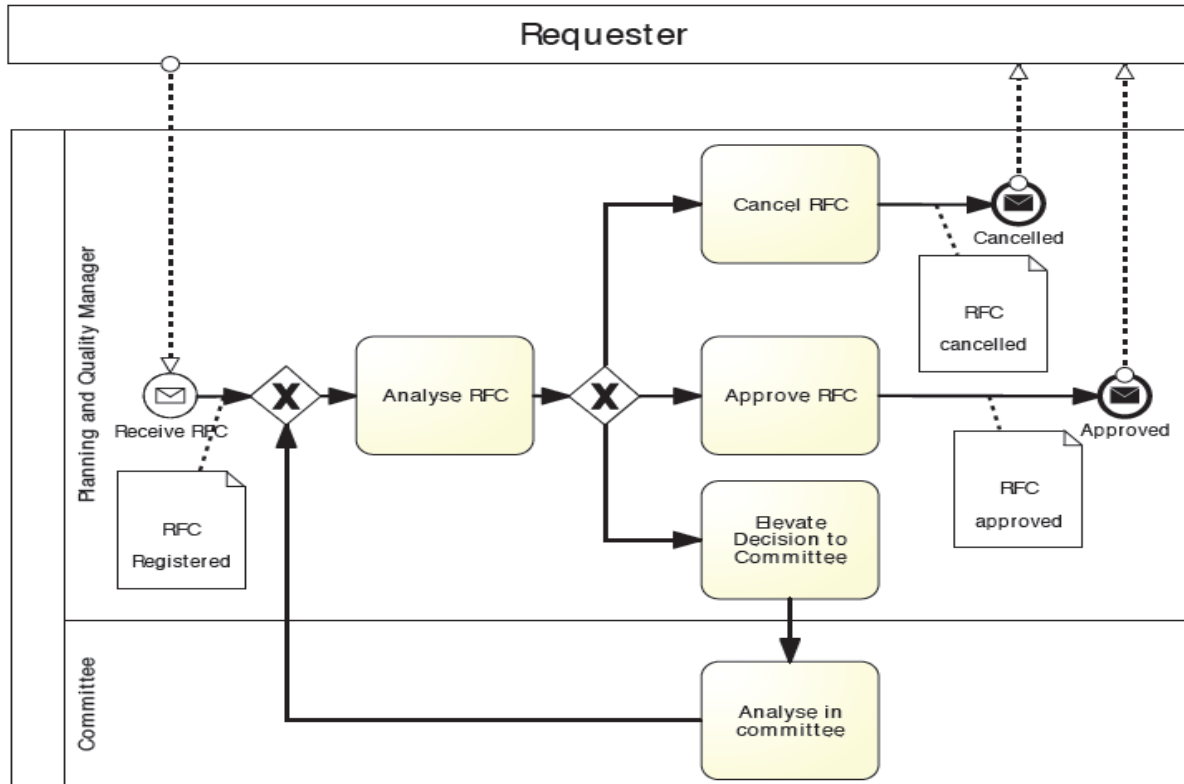 Requester
Planning and Quality Manager
Cancel RFC
Cancelled
RFC
cancelled
Receive RFC
Analyse RFC
Approve RFC
Approved
RFC
Registered
RFC
approved
Elevate
Decision to
Committee
Committee
Analyse in
committee